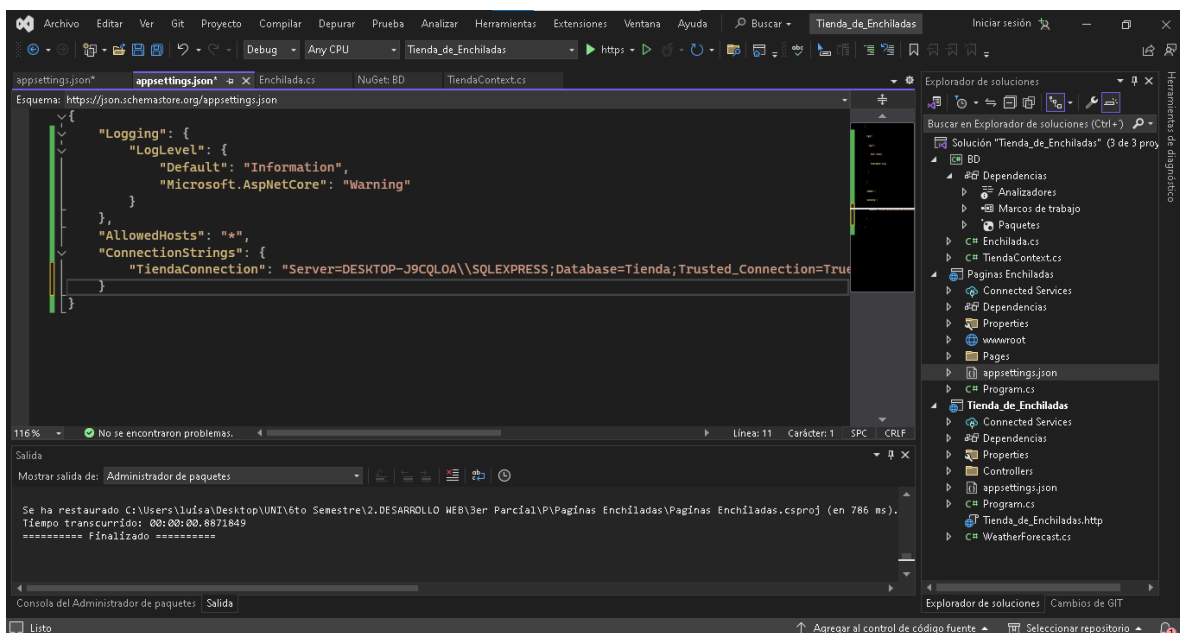 Archivo Editar Ver Git Proyecto Compilar Depurar Prueba Analizar Herramientas Extensiones Ventana Ayuda Buscar Tienda_de_Enchiladas Iniciar sesión
Debug Any CPU Tienda_de_Enchiladas https
appsettings.json* appsettings.json* Enchilada.cs NuGet: BD TiendaContext.cs
Esquema: https://json.schemastore.org/appsettings.json
{
"Logging": {
"LogLevel": {
"Default": "Information",
"Microsoft.AspNetCore": "Warning"
}
},
"AllowedHosts": "*",
"ConnectionStrings": {
"TiendaConnection": "Server=DESKTOP-J9CQLOA\\SQLEXPRESS;Database=Tienda;Trusted_Connection=True
}
}
116 % No se encontraron problemas. Línea: 11 Carácter: 1 SPC CRLF
Salida
Mostrar salida de: Administrador de paquetes
Se ha restaurado C:\Users\luisa\Desktop\UNI\6to Semestre\2.DESARROLLO WEB\3er Parcial\P\Paginas Enchiladas\Paginas Enchiladas.csproj (en 786 ms).
Tiempo transcurrido: 00:00:00.8871849
========== Finalizado ==========
Consola del Administrador de paquetes Salida
Explorador de soluciones
Buscar en Explorador de soluciones (Ctrl+')
Solución "Tienda_de_Enchiladas" (3 de 3 proy
C# BD
Dependencias
Analizadores
Marcos de trabajo
Paquetes
C# Enchilada.cs
C# TiendaContext.cs
Paginas Enchiladas
Connected Services
Dependencias
Properties
wwwroot
Pages
appsettings.json
C# Program.cs
Tienda_de_Enchiladas
Connected Services
Dependencias
Properties
Controllers
appsettings.json
C# Program.cs
Tienda_de_Enchiladas.http
C# WeatherForecast.cs
Explorador de soluciones Cambios de GIT
Herramientas de diagnóstico
Listo Agregar al control de código fuente Seleccionar repositorio